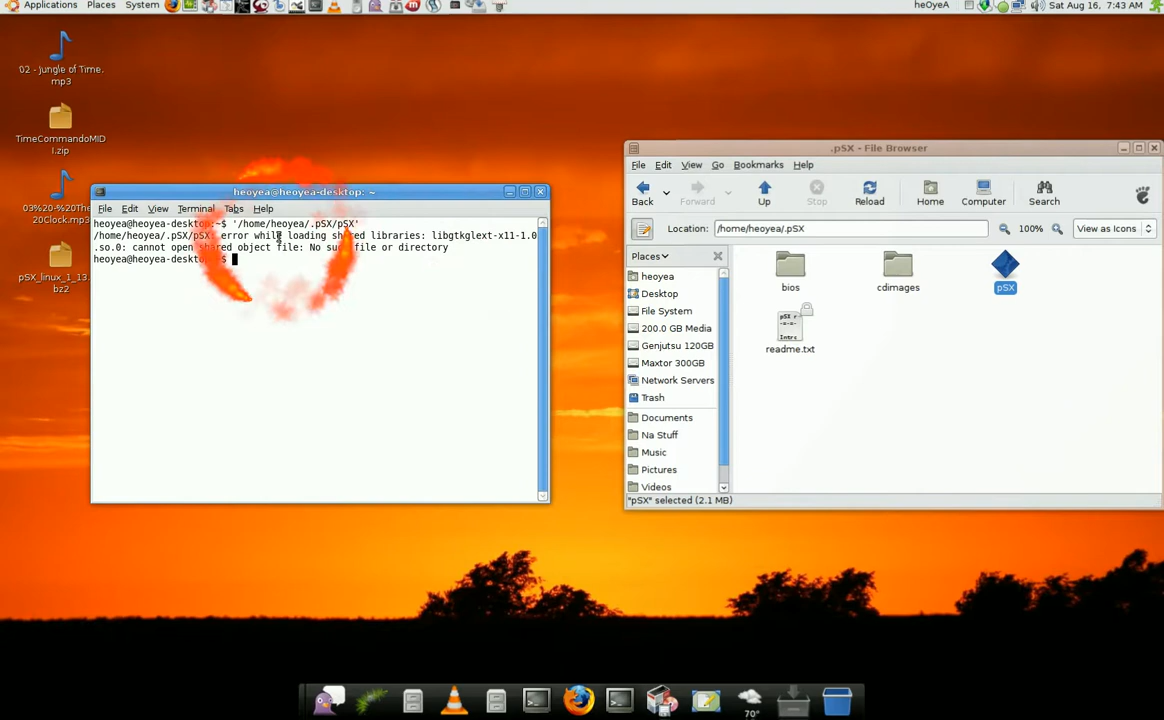 Applications Places System
heOyeA
Sat Aug 16, 7:43 AM
02 - Jungle of Time.
mp3
TimeCommandoMID
I.zip
03%20-%20The
20Clock.mp3
pSX_linux_1_13.
bz2
heoyea@heoyea-desktop: ~
File Edit View Terminal Tabs Help
heoyea@heoyea-desktop:~$ '/home/heoyea/.pSX/pSX'
/home/heoyea/.pSX/pSX: error while loading shared libraries: libgtkglext-x11-1.0
.so.0: cannot open shared object file: No such file or directory
heoyea@heoyea-desktop:~$
.pSX - File Browser
File Edit View Go Bookmarks Help
Back Forward Up Stop Reload Home Computer Search
Location: /home/heoyea/.pSX 100% View as Icons
Places
heoyea
Desktop
File System
200.0 GB Media
Genjutsu 120GB
Maxtor 300GB
Network Servers
Trash
Documents
Na Stuff
Music
Pictures
Videos
bios
cdimages
pSX
readme.txt
"pSX" selected (2.1 MB)
70°